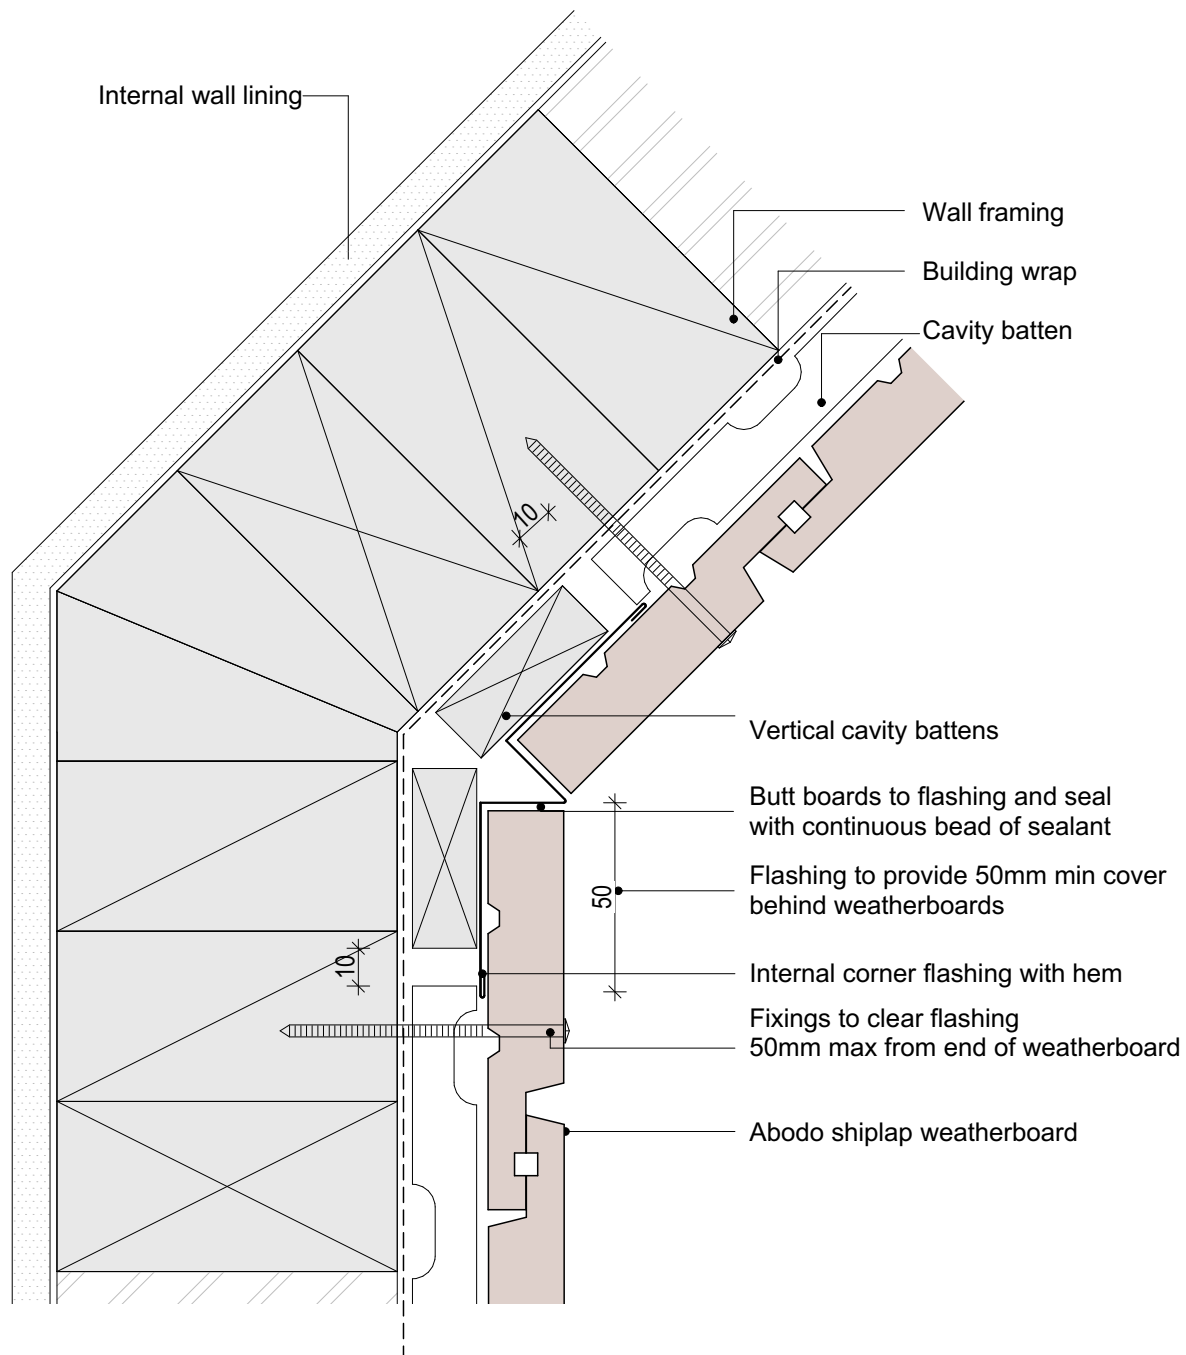 Internal wall lining
Wall framing
Building wrap
Cavity batten
10
Vertical cavity battens
Butt boards to flashing and seal
with continuous bead of sealant
Flashing to provide 50mm min cover
behind weatherboards
50
10
Internal corner flashing with hem
Fixings to clear flashing
50mm max from end of weatherboard
Abodo shiplap weatherboard